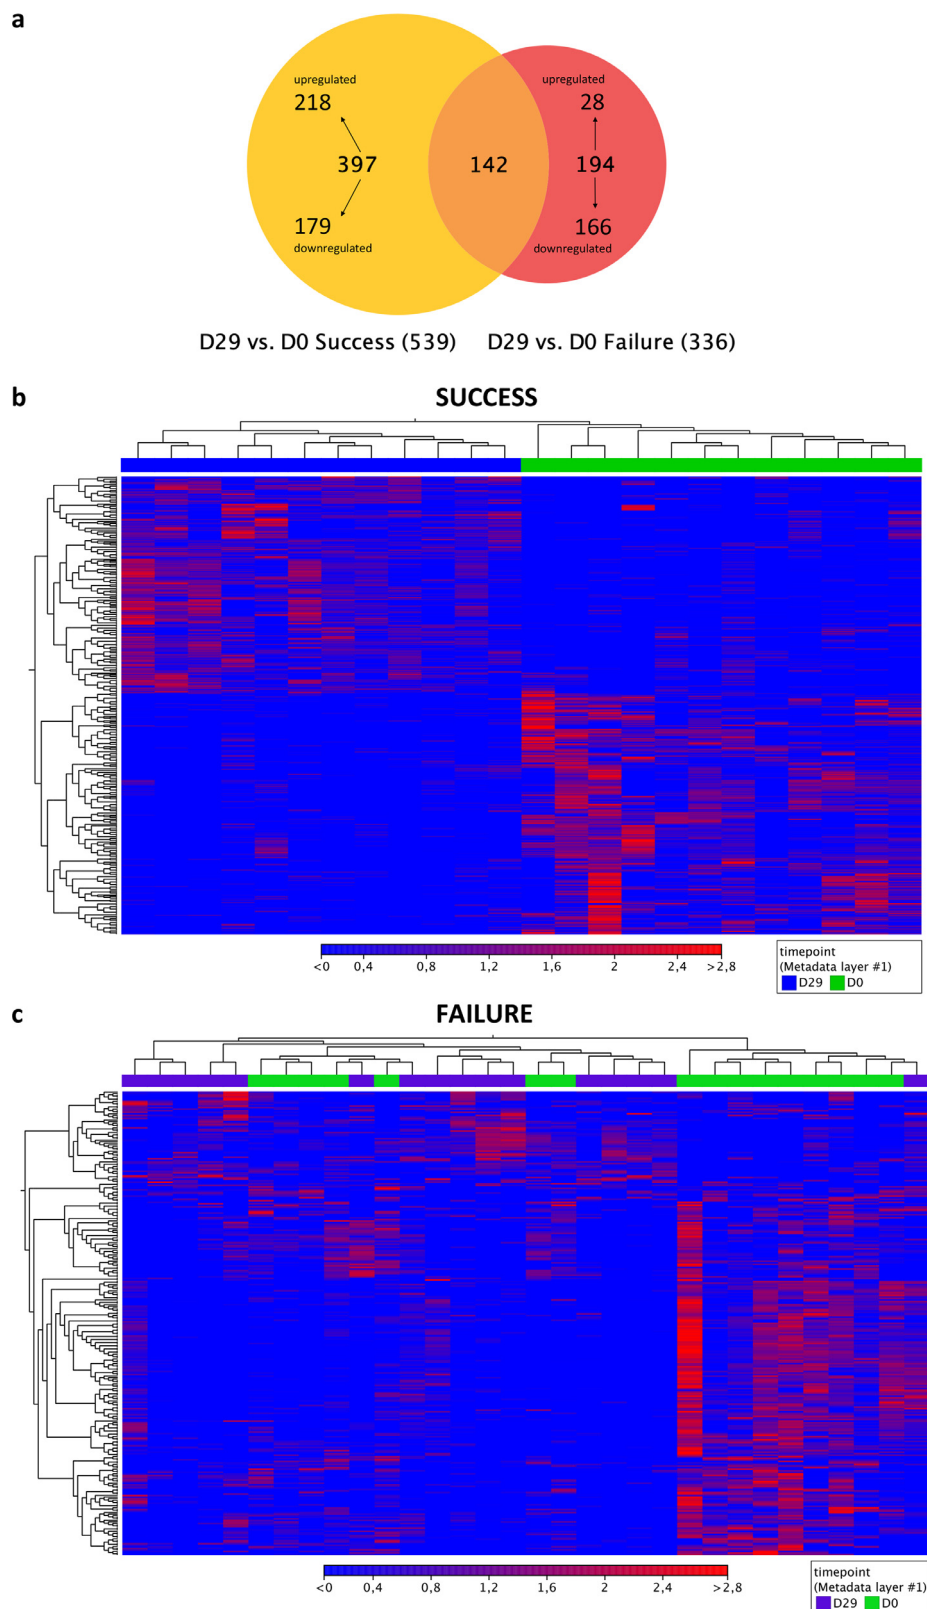 a
upregulated
218
397
179
downregulated
142
upregulated
28
194
166
downregulated
D29 vs. D0 Success (539) D29 vs. D0 Failure (336)
b
SUCCESS
<0 0,4 0,8 1,2 1,6 2 2,4 >2,8
timepoint
(Metadada layer #1)
D29 D0
c
FAILURE
<0 0,4 0,8 1,2 1,6 2 2,4 >2,8
timepoint
(Metadada layer #1)
D29 D0